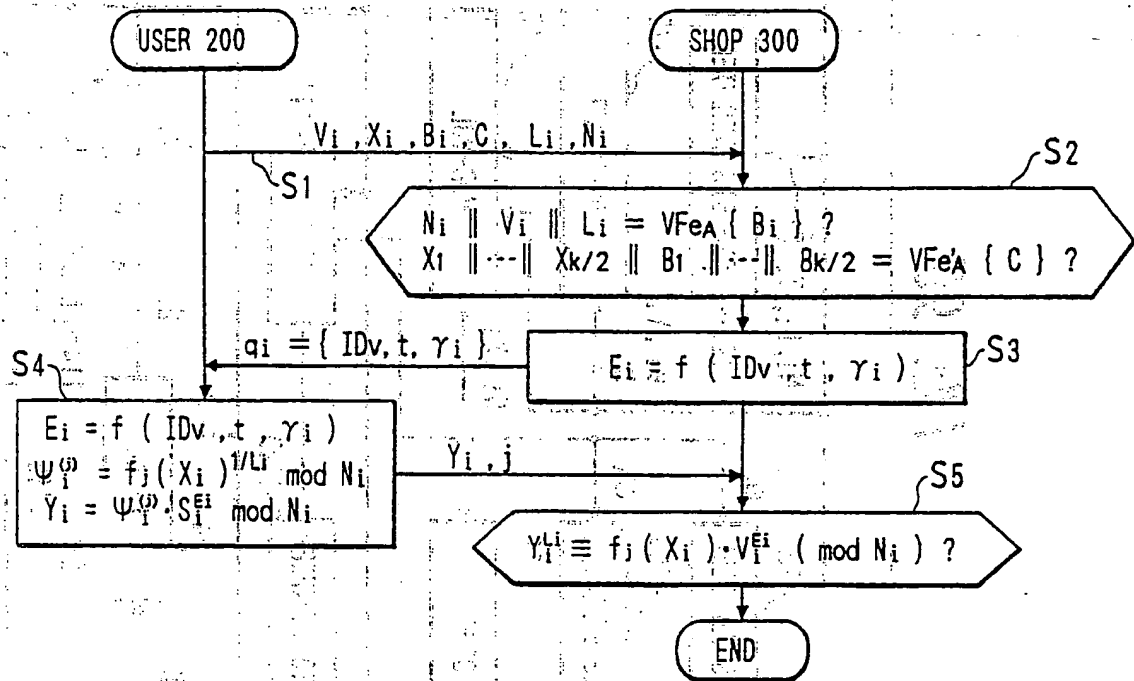 USER 200
SHOP 300
Vi , Xi , Bi , C , Li , Ni
S1
S2
Ni ‖ Vi ‖ Li = VFeA { Bi } ?
X1 ‖---‖ Xk/2 ‖ B1 ‖---‖ Bk/2 = VFe'A { C } ?
qi = { IDv, t, γi }
S3
Ei = f ( IDv , t , γi )
S4
Ei = f ( IDv , t , γi )
Ψi(j) = fj( Xi )1/Li mod Ni
Yi = Ψi(j) · SiEi mod Ni
Yi , j
S5
YiLi ≡ fj ( Xi ) · ViEi ( mod Ni ) ?
END